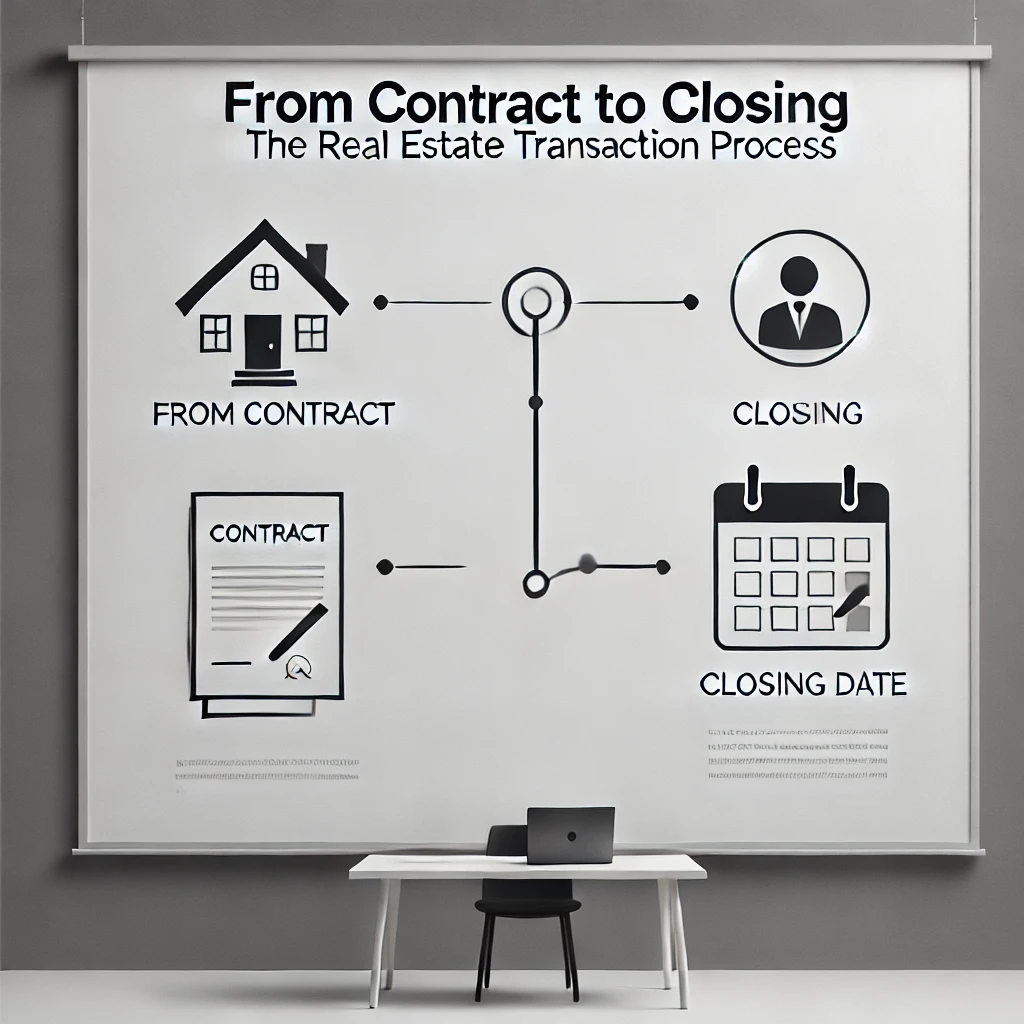 From Contract to Closing
The Real Estate Transaction Process
FROM CONTRACT
CLOSING
CONTRACT
CLOSING DATE